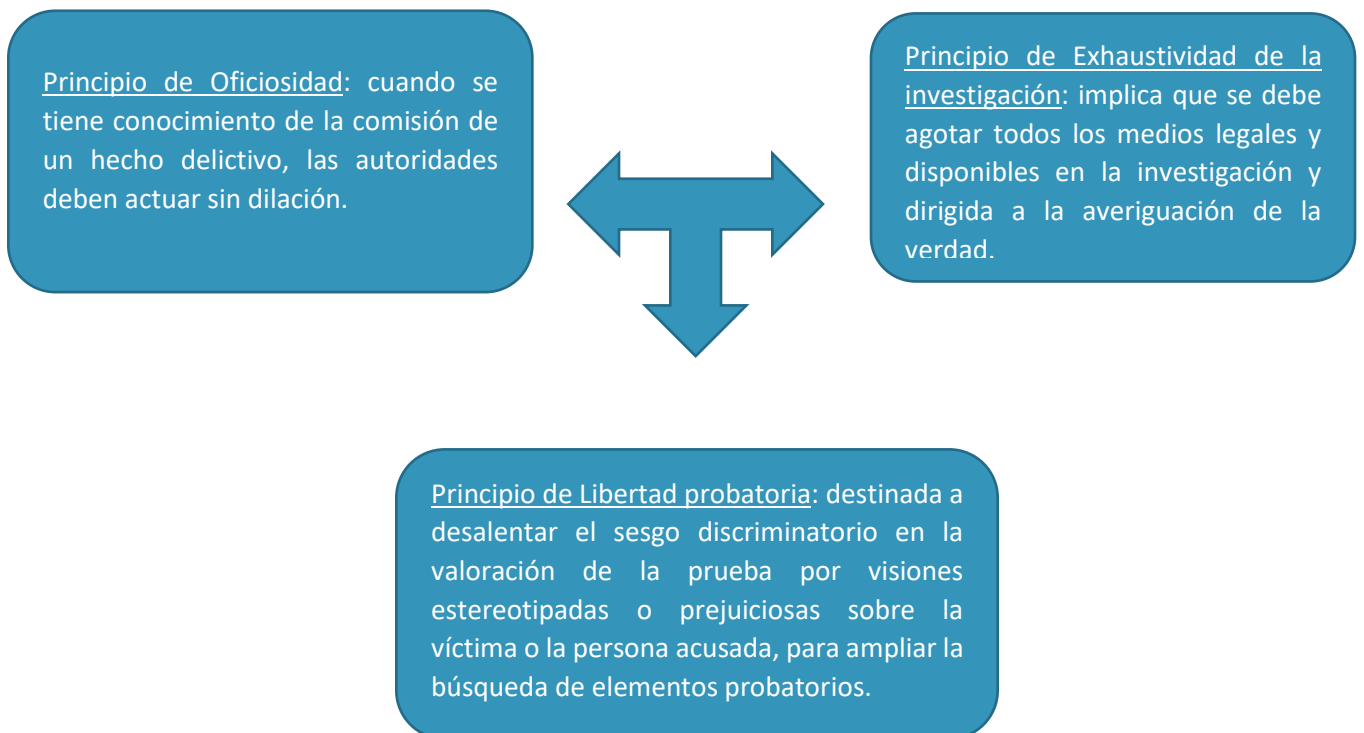 Principio de Oficiosidad: cuando se
tiene conocimiento de la comisión de
un hecho delictivo, las autoridades
deben actuar sin dilación.
Principio de Exhaustividad de la
investigación: implica que se debe
agotar todos los medios legales y
disponibles en la investigación y
dirigida a la averiguación de la
verdad.
Principio de Libertad probatoria: destinada a
desalentar el sesgo discriminatorio en la
valoración de la prueba por visiones
estereotipadas o prejuiciosas sobre la
víctima o la persona acusada, para ampliar la
búsqueda de elementos probatorios.